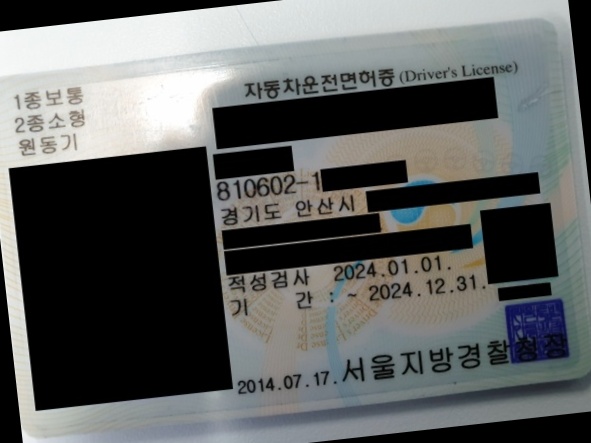 자동차운전면허증 (Driver's License)
1종보통
2종소형
원동기
810602-1
경기도 안산시
적성검사 2024.01.01.
기 간 : ~ 2024.12.31.
2014.07.17. 서울지방경찰청장